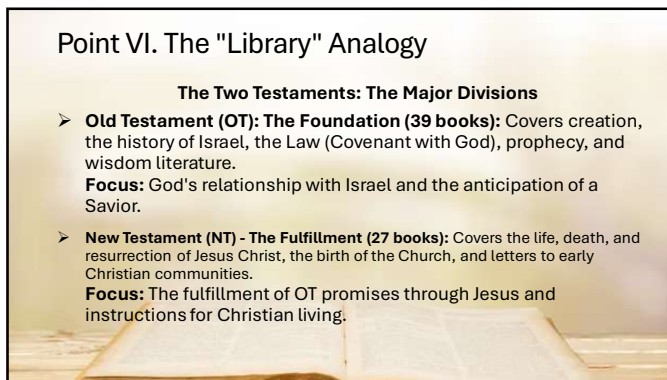 Point VI. The "Library" Analogy
The Two Testaments: The Major Divisions
➢ Old Testament (OT): The Foundation (39 books): Covers creation,
the history of Israel, the Law (Covenant with God), prophecy, and
wisdom literature.
Focus: God's relationship with Israel and the anticipation of a
Savior.
➢ New Testament (NT) - The Fulfillment (27 books): Covers the life, death, and
resurrection of Jesus Christ, the birth of the Church, and letters to early
Christian communities.
Focus: The fulfillment of OT promises through Jesus and
instructions for Christian living.